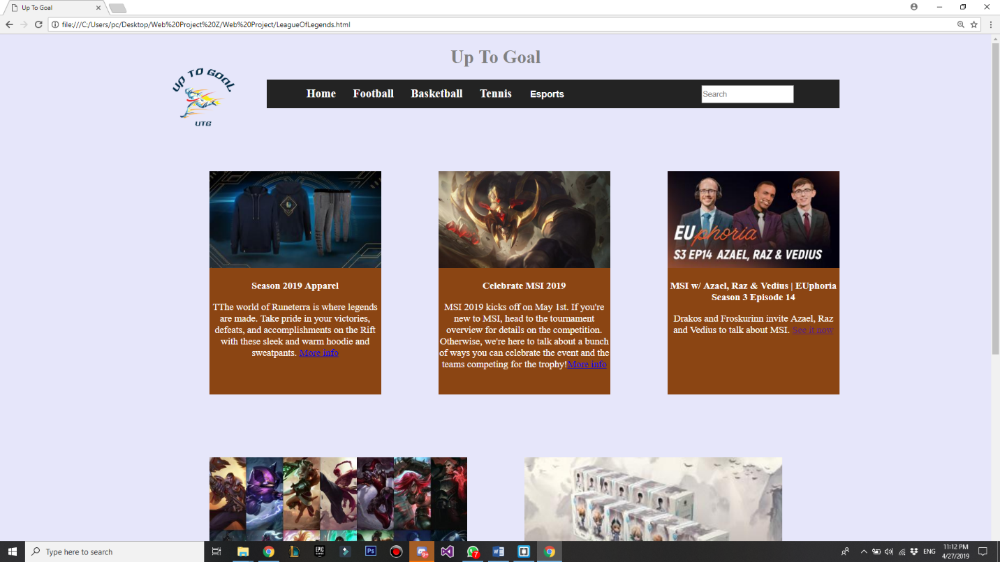 Up To Goal
file:///C:/Users/pc/Desktop/Web%20Project%20Z/Web%20Project/LeagueOfLegends.html
Up To Goal
UP TO GOAL
UTG
Home Football Basketball Tennis Esports Search
EUphoria
S3 EP14 AZAEL, RAZ & VEDIUS
Season 2019 Apparel
TThe world of Runeterra is where legends
are made. Take pride in your victories,
defeats, and accomplishments on the Rift
with these sleek and warm hoodie and
sweatpants. More info
Celebrate MSI 2019
MSI 2019 kicks off on May 1st. If you're
new to MSI, head to the tournament
overview for details on the competition.
Otherwise, we're here to talk about a bunch
of ways you can celebrate the event and the
teams competing for the trophy!More info
MSI w/ Azael, Raz & Vedius | EUphoria
Season 3 Episode 14
Drakos and Froskurinn invite Azael, Raz
and Vedius to talk about MSI. See it now
Type here to search
EPIC
GAMES
Ps
9+
7
ENG
11:12 PM
4/27/2019